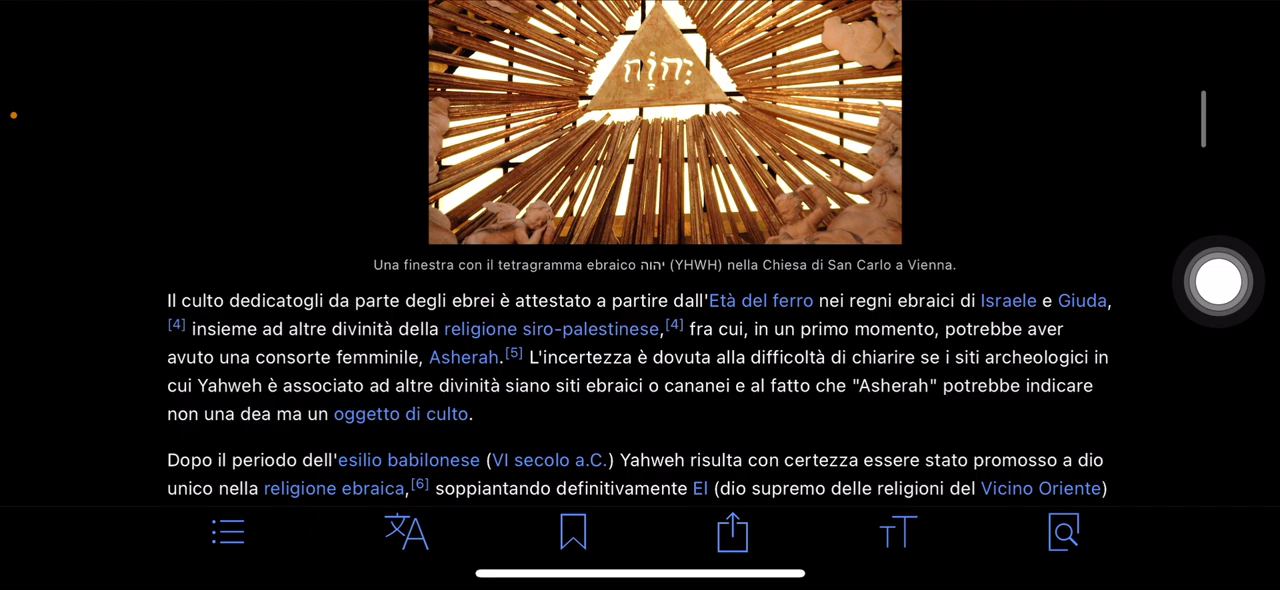 יְהוָֹה
Una finestra con il tetragramma ebraico יהוה (YHWH) nella Chiesa di San Carlo a Vienna.
Il culto dedicatogli da parte degli ebrei è attestato a partire dall'Età del ferro nei regni ebraici di Israele e Giuda,
[4] insieme ad altre divinità della religione siro-palestinese,[4] fra cui, in un primo momento, potrebbe aver
avuto una consorte femminile, Asherah.[5] L'incertezza è dovuta alla difficoltà di chiarire se i siti archeologici in
cui Yahweh è associato ad altre divinità siano siti ebraici o cananei e al fatto che "Asherah" potrebbe indicare
non una dea ma un oggetto di culto.
Dopo il periodo dell'esilio babilonese (VI secolo a.C.) Yahweh risulta con certezza essere stato promosso a dio
unico nella religione ebraica,[6] soppiantando definitivamente El (dio supremo delle religioni del Vicino Oriente)